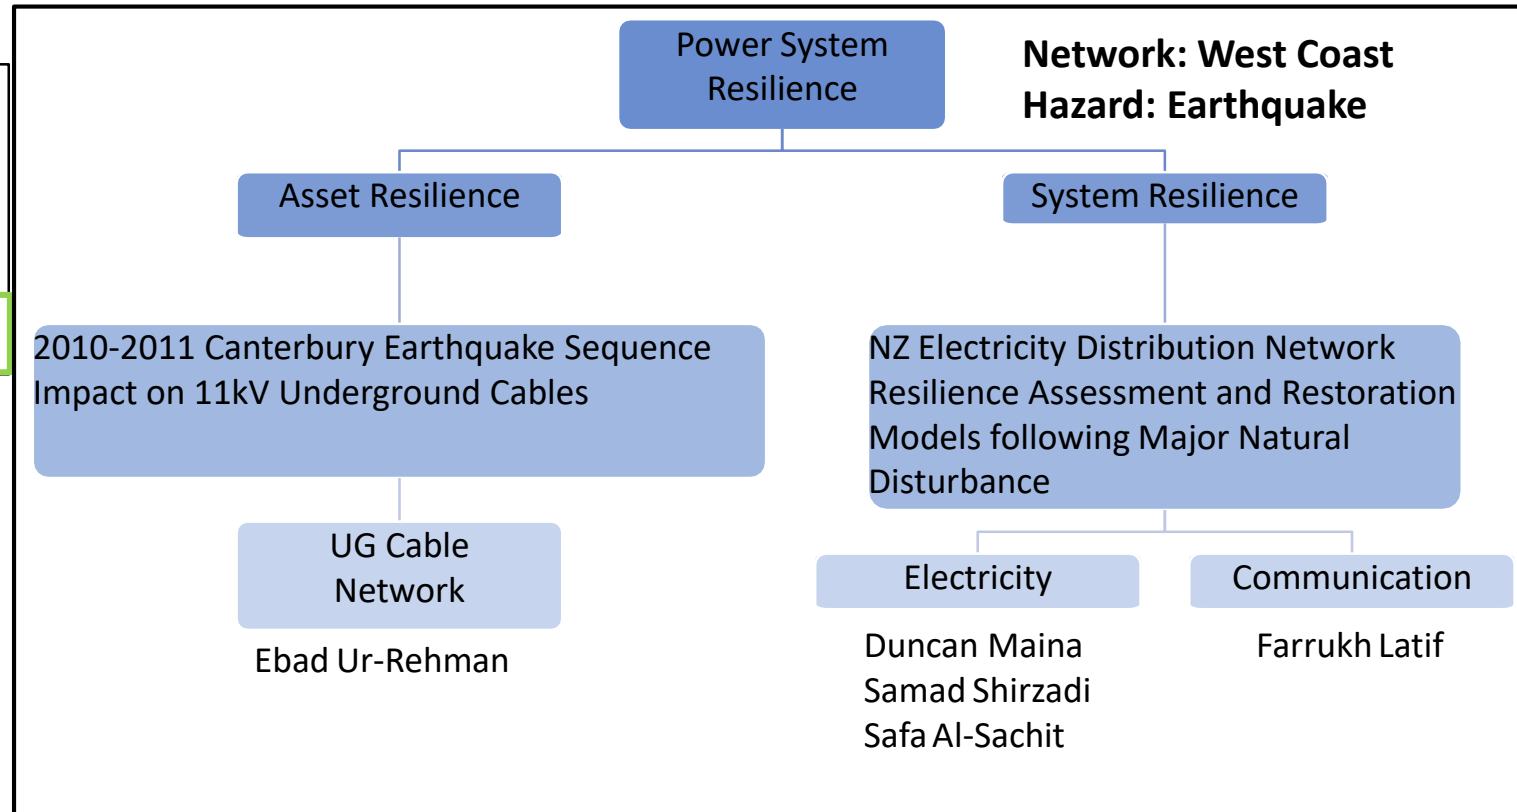 Power System
Resilience
Network: West Coast
Hazard: Earthquake
Asset Resilience
System Resilience
2010-2011 Canterbury Earthquake Sequence
Impact on 11kV Underground Cables
NZ Electricity Distribution Network
Resilience Assessment and Restoration
Models following Major Natural
Disturbance
UG Cable
Network
Electricity
Communication
Ebad Ur-Rehman
Duncan Maina
Samad Shirzadi
Safa Al-Sachit
Farrukh Latif